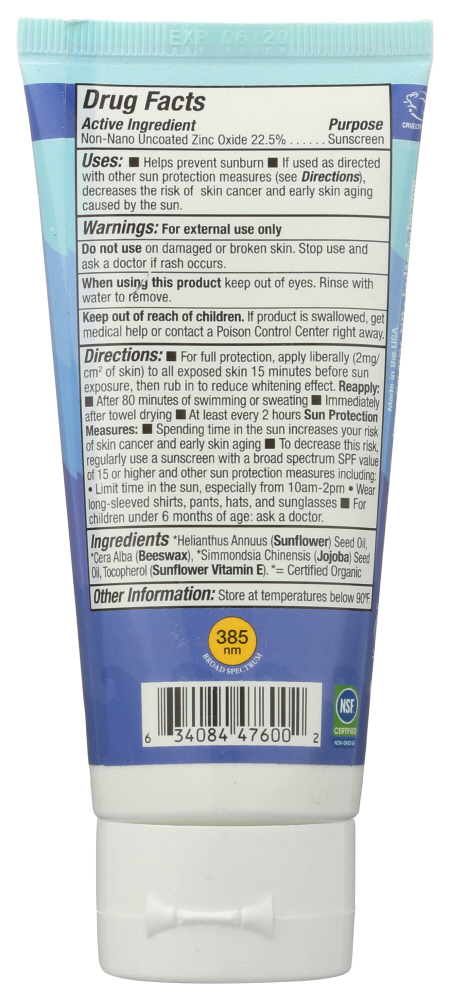 EXP 06/20
Drug Facts
Active Ingredient Purpose
Non-Nano Uncoated Zinc Oxide 22.5% . . . . . . Sunscreen
Uses: ■ Helps prevent sunburn ■ If used as directed
with other sun protection measures (see Directions),
decreases the risk of skin cancer and early skin aging
caused by the sun.
Warnings: For external use only
Do not use on damaged or broken skin. Stop use and
ask a doctor if rash occurs.
When using this product keep out of eyes. Rinse with
water to remove.
Keep out of reach of children. If product is swallowed, get
medical help or contact a Poison Control Center right away.
Directions: ■ For full protection, apply liberally (2mg/
cm² of skin) to all exposed skin 15 minutes before sun
exposure, then rub in to reduce whitening effect. Reapply:
■ After 80 minutes of swimming or sweating ■ Immediately
after towel drying ■ At least every 2 hours Sun Protection
Measures: ■ Spending time in the sun increases your risk
of skin cancer and early skin aging ■ To decrease this risk,
regularly use a sunscreen with a broad spectrum SPF value
of 15 or higher and other sun protection measures including:
• Limit time in the sun, especially from 10am-2pm • Wear
long-sleeved shirts, pants, hats, and sunglasses ■ For
children under 6 months of age: ask a doctor.
Ingredients *Helianthus Annuus (Sunflower) Seed Oil,
*Cera Alba (Beeswax), *Simmondsia Chinensis (Jojoba) Seed
Oil, Tocopherol (Sunflower Vitamin E). *= Certified Organic
Other Information: Store at temperatures below 90°F
385
nm
BROAD SPECTRUM
6 34084 47600 2
NSF
CERTIFIED
NON-GMO
CRUELTY
Made in the USA